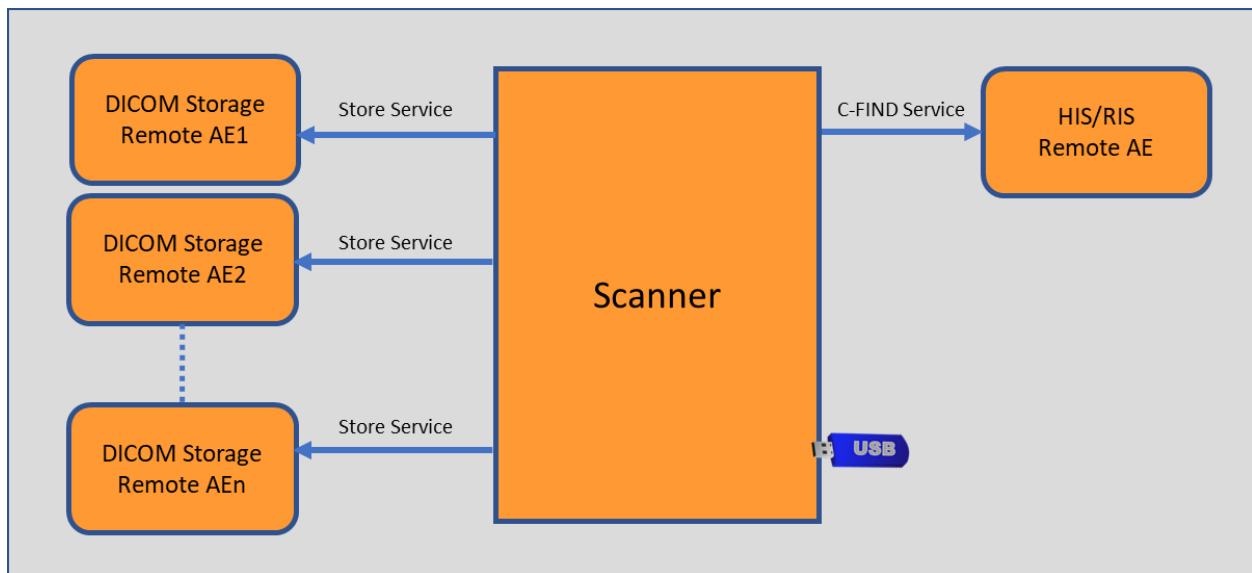 DICOM Storage
Remote AE1
Store Service
C-FIND Service
HIS/RIS
Remote AE
DICOM Storage
Remote AE2
Store Service
Scanner
DICOM Storage
Remote AEn
Store Service
USB